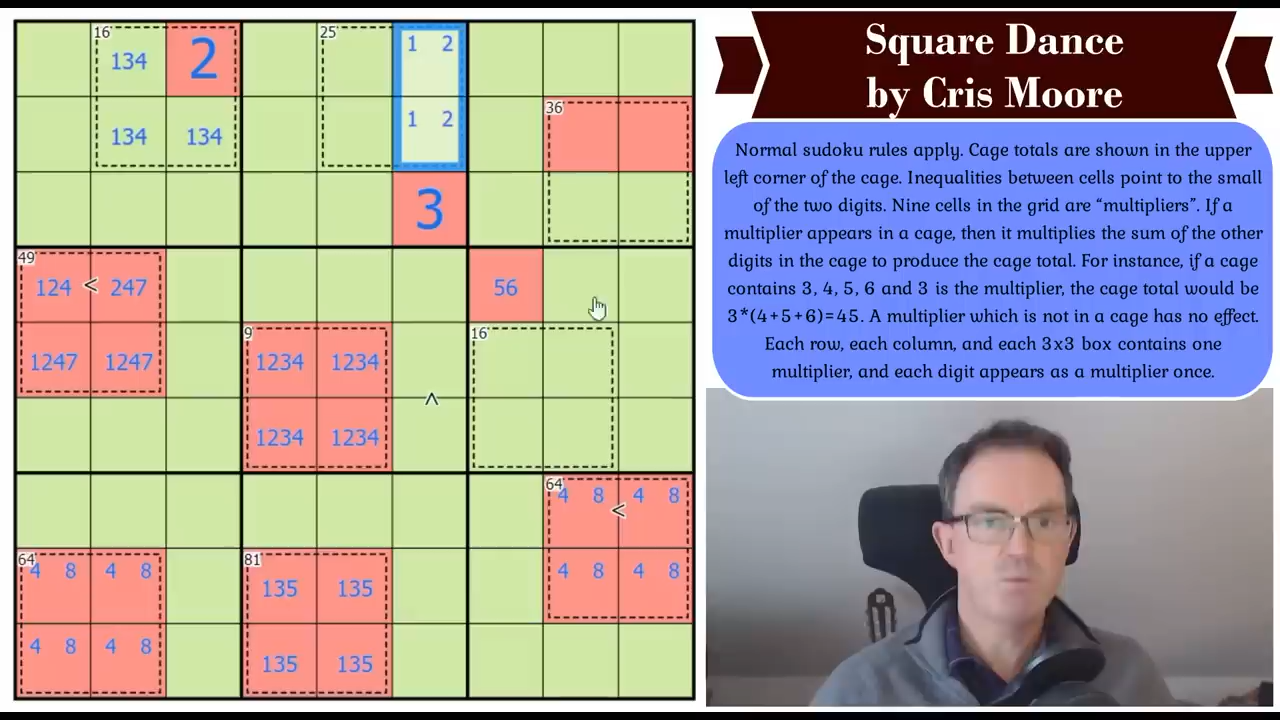 Square Dance
by Cris Moore
Normal sudoku rules apply. Cage totals are shown in the upper
left corner of the cage. Inequalities between cells point to the small
of the two digits. Nine cells in the grid are “multipliers”. If a
multiplier appears in a cage, then it multiplies the sum of the other
digits in the cage to produce the cage total. For instance, if a cage
contains 3, 4, 5, 6 and 3 is the multiplier, the cage total would be
3*(4+5+6)=45. A multiplier which is not in a cage has no effect.
Each row, each column, and each 3x3 box contains one
multiplier, and each digit appears as a multiplier once.
16 134 2 25 1 2
134 134 1 2 36
3
49 124 < 247 56
1247 1247 9 1234 1234 16
^
1234 1234
64 4 8 < 4 8
64 4 8 4 8 81 135 135 4 8 4 8
4 8 4 8 135 135